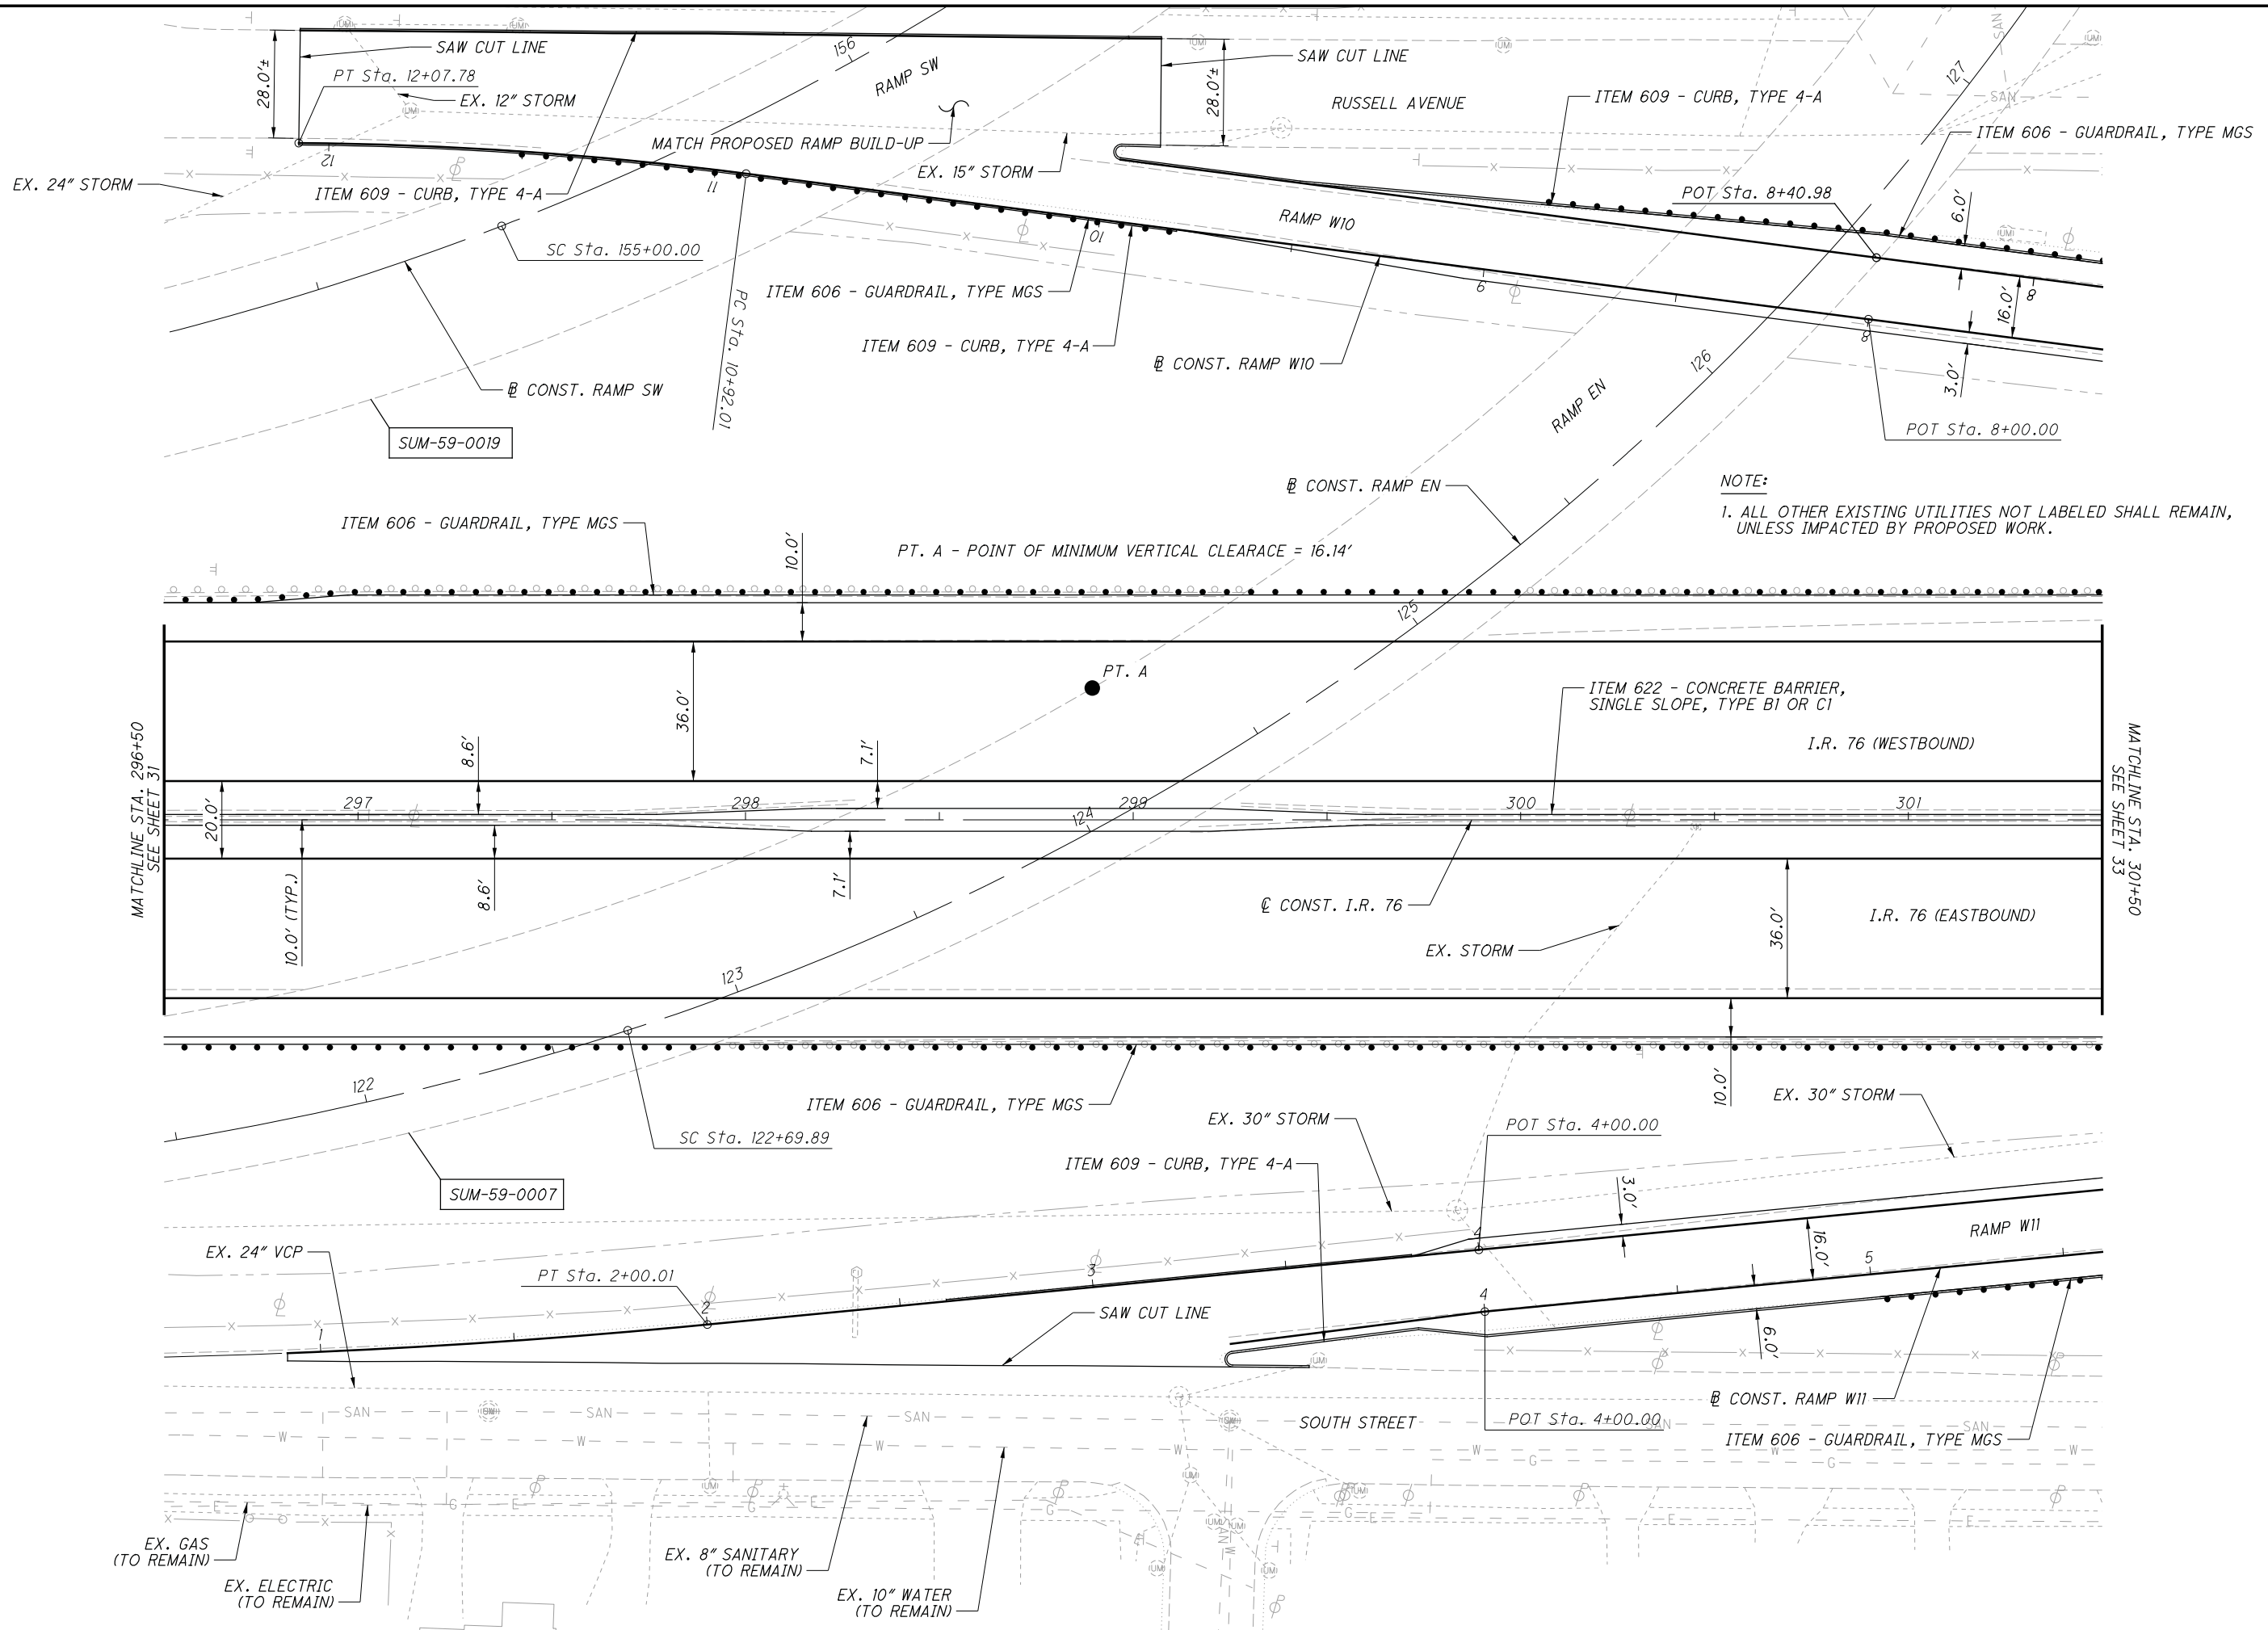 SAW CUT LINE
28.0'±
PT Sta. 12+07.78
EX. 12" STORM
156
RAMP SW
MATCH PROPOSED RAMP BUILD-UP
SAW CUT LINE
28.0'±
RUSSELL AVENUE
ITEM 609 - CURB, TYPE 4-A
127
SAN
SAN
ITEM 606 - GUARDRAIL, TYPE MGS
12
EX. 24" STORM
ITEM 609 - CURB, TYPE 4-A
11
EX. 15" STORM
POT Sta. 8+40.98
6.0'
RAMP W10
10
SC Sta. 155+00.00
PC Sta. 10+92.01
ITEM 606 - GUARDRAIL, TYPE MGS
9
8
16.0'
8
ITEM 609 - CURB, TYPE 4-A
℄ CONST. RAMP W10
126
3.0'
℄ CONST. RAMP SW
RAMP EN
SUM-59-0019
POT Sta. 8+00.00
℄ CONST. RAMP EN
NOTE:
1. ALL OTHER EXISTING UTILITIES NOT LABELED SHALL REMAIN,
UNLESS IMPACTED BY PROPOSED WORK.
ITEM 606 - GUARDRAIL, TYPE MGS
10.0'
PT. A - POINT OF MINIMUM VERTICAL CLEARACE = 16.14'
125
PT. A
36.0'
ITEM 622 - CONCRETE BARRIER,
SINGLE SLOPE, TYPE B1 OR C1
I.R. 76 (WESTBOUND)
MATCHLINE STA. 296+50
SEE SHEET 31
MATCHLINE STA. 301+50
SEE SHEET 33
8.6'
7.1'
20.0'
297
298
299
300
301
124
10.0' (TYP.)
8.6'
7.1'
℄ CONST. I.R. 76
I.R. 76 (EASTBOUND)
36.0'
EX. STORM
123
122
ITEM 606 - GUARDRAIL, TYPE MGS
10.0'
EX. 30" STORM
EX. 30" STORM
SC Sta. 122+69.89
POT Sta. 4+00.00
ITEM 609 - CURB, TYPE 4-A
SUM-59-0007
3.0'
4
RAMP W11
16.0'
EX. 24" VCP
PT Sta. 2+00.01
3
5
2
4
SAW CUT LINE
1
6.0'
℄ CONST. RAMP W11
SAN
SAN
SAN
SOUTH STREET
POT Sta. 4+00.00
SAN
SAN
ITEM 606 - GUARDRAIL, TYPE MGS
EX. GAS
(TO REMAIN)
EX. ELECTRIC
(TO REMAIN)
EX. 8" SANITARY
(TO REMAIN)
EX. 10" WATER
(TO REMAIN)